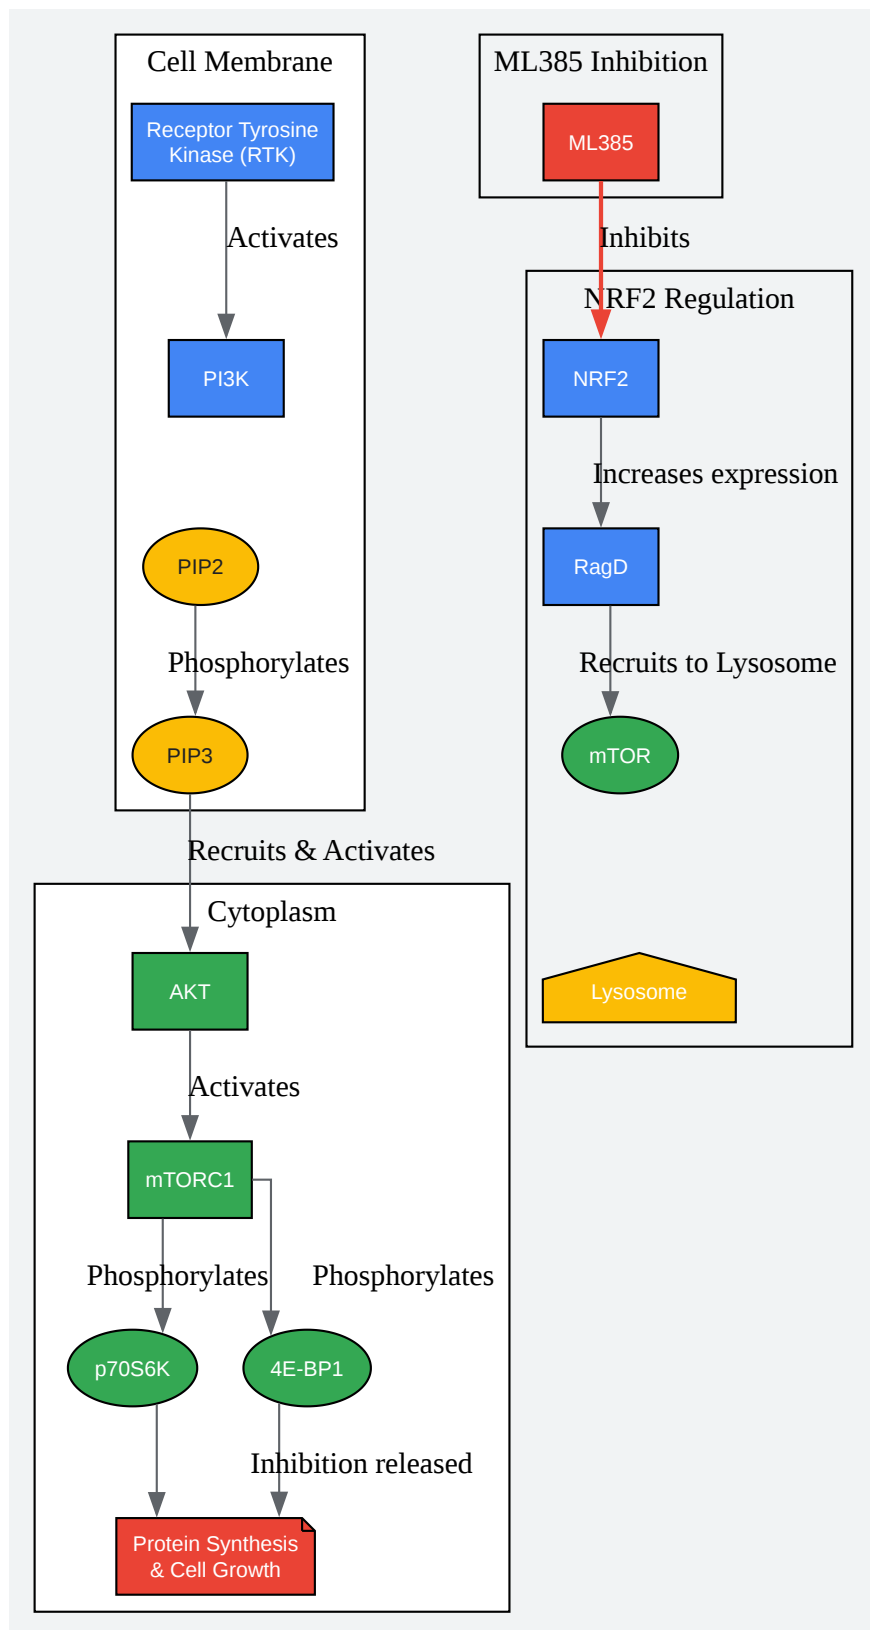 Cell Membrane
Receptor Tyrosine
Kinase (RTK)
Activates
PI3K
PIP2
Phosphorylates
PIP3
Recruits & Activates
Cytoplasm
AKT
Activates
mTORC1
Phosphorylates
Phosphorylates
p70S6K
4E-BP1
Inhibition released
Protein Synthesis
& Cell Growth
ML385 Inhibition
ML385
Inhibits
NRF2 Regulation
NRF2
Increases expression
RagD
Recruits to Lysosome
mTOR
Lysosome